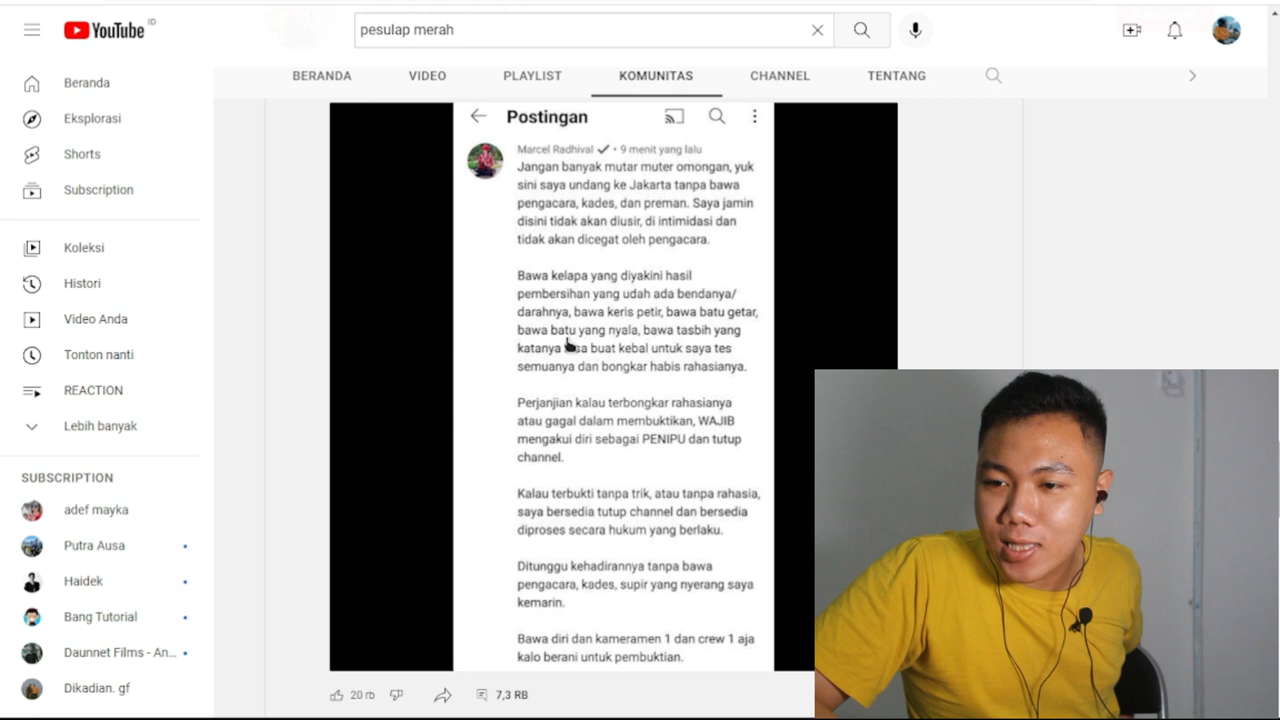 YouTube ID
pesulap merah
Beranda
Eksplorasi
Shorts
Subscription
Koleksi
Histori
Video Anda
Tonton nanti
REACTION
Lebih banyak
SUBSCRIPTION
adef mayka
Putra Ausa
Haidek
Bang Tutorial
Daunnet Films - An...
Dikadian. gf
BERANDA VIDEO PLAYLIST KOMUNITAS CHANNEL TENTANG
Postingan
Marcel Radhival • 9 menit yang lalu
Jangan banyak mutar muter omongan, yuk
sini saya undang ke Jakarta tanpa bawa
pengacara, kades, dan preman. Saya jamin
disini tidak akan diusir, di intimidasi dan
tidak akan dicegat oleh pengacara.
Bawa kelapa yang diyakini hasil
pembersihan yang udah ada bendanya/
darahnya, bawa keris petir, bawa batu getar,
bawa batu yang nyala, bawa tasbih yang
katanya buat kebal untuk saya tes
semuanya dan bongkar habis rahasianya.
Perjanjian kalau terbongkar rahasianya
atau gagal dalam membuktikan, WAJIB
mengakui diri sebagai PENIPU dan tutup
channel.
Kalau terbukti tanpa trik, atau tanpa rahasia,
saya bersedia tutup channel dan bersedia
diproses secara hukum yang berlaku.
Ditunggu kehadirannya tanpa bawa
pengacara, kades, supir yang nyerang saya
kemarin.
Bawa diri dan kameramen 1 dan crew 1 aja
kalo berani untuk pembuktian.
20 rb 7,3 RB